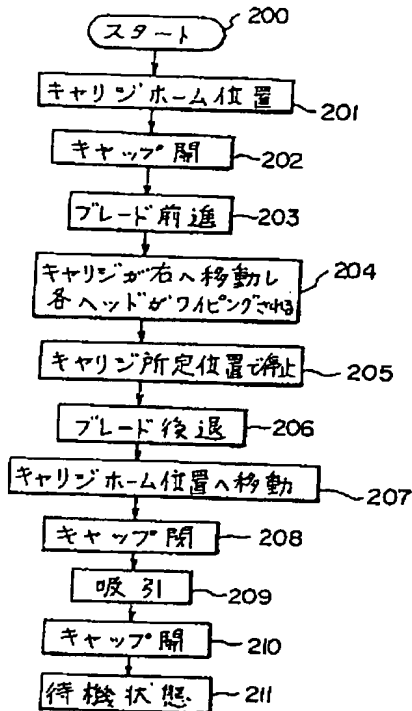 スタート 200
キャリジホーム位置 201
キャップ開 202
ブレード前進 203
キャリジが右へ移動し
各ヘッドがワイピングされる 204
キャリジ所定位置で停止 205
ブレード後退 206
キャリジホーム位置へ移動 207
キャップ閉 208
吸引 209
キャップ開 210
待機状態 211